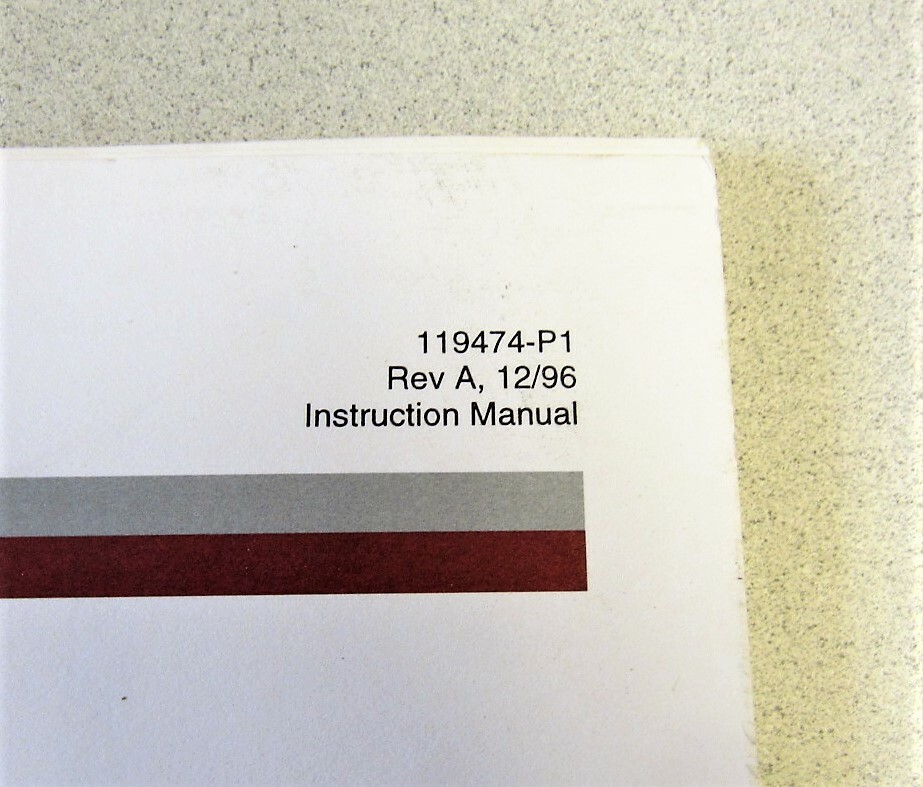 119474-P1
Rev A, 12/96
Instruction Manual